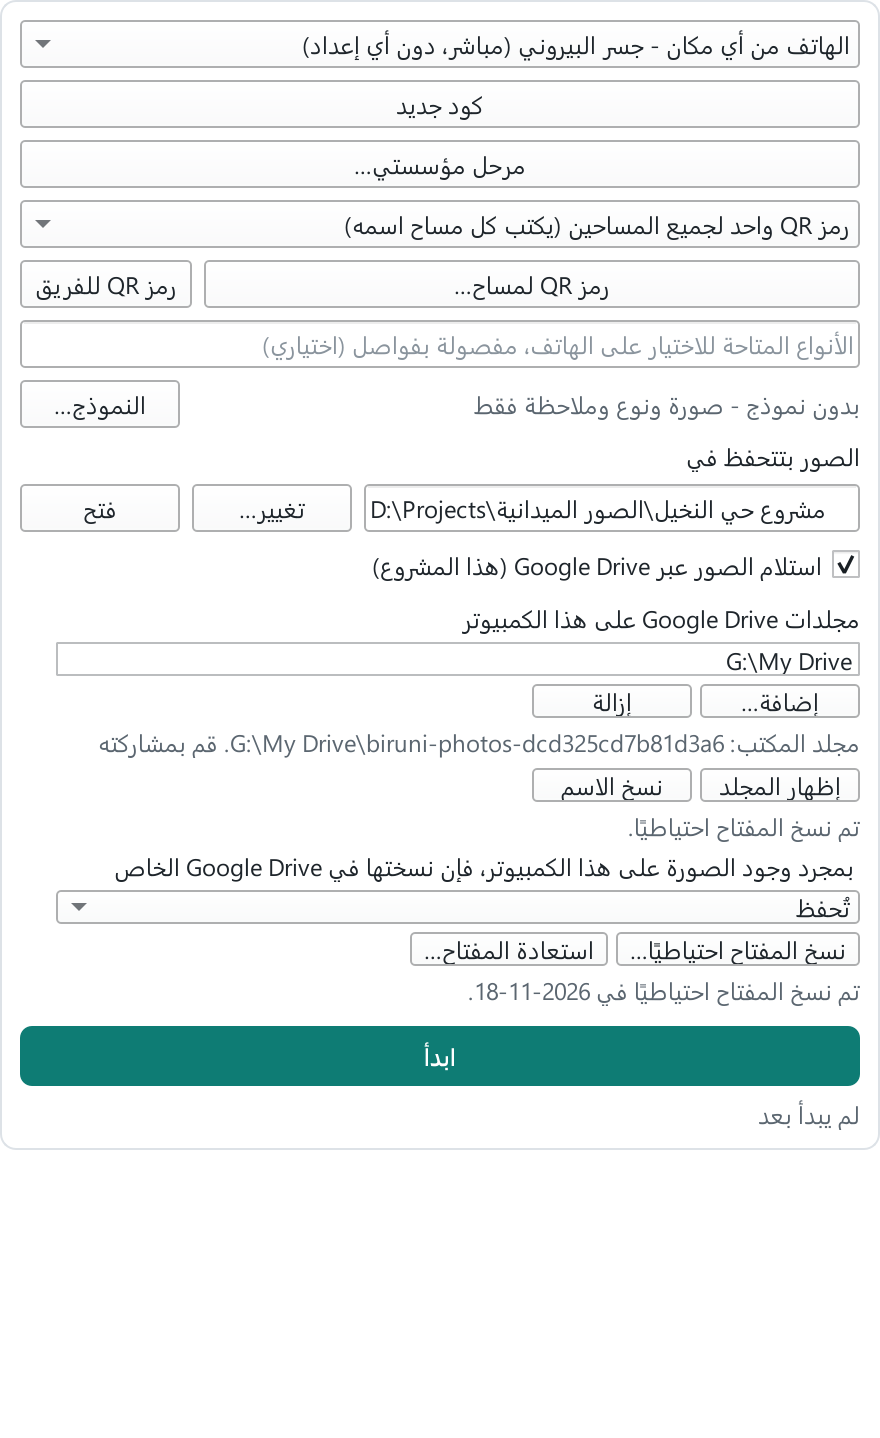 الهاتف من أي مكان - جسر البيروني (مباشر، دون أي إعداد)
كود جديد
مرحل مؤسستي...
رمز QR واحد لجميع المساحين (يكتب كل مساح اسمه)
رمز QR لمساح...
رمز QR للفريق
الأنواع المتاحة للاختيار على الهاتف، مفصولة بفواصل (اختياري)
بدون نموذج - صورة ونوع وملاحظة فقط
النموذج...
الصور بتتحفظ في
D:\Projects\مشروع حي النخيل\الصور الميدانية
تغيير...
فتح
استلام الصور عبر Google Drive (هذا المشروع)
مجلدات Google Drive على هذا الكمبيوتر
G:\My Drive
إضافة...
إزالة
مجلد المكتب: G:\My Drive\biruni-photos-dcd325cd7b81d3a6. قم بمشاركته
إظهار المجلد
نسخ الاسم
تم نسخ المفتاح احتياطيًا.
بمجرد وجود الصورة على هذا الكمبيوتر، فإن نسختها في Google Drive الخاص
تُحفظ
نسخ المفتاح احتياطيًا...
استعادة المفتاح...
تم نسخ المفتاح احتياطيًا في 2026-11-18.
ابدأ
لم يبدأ بعد